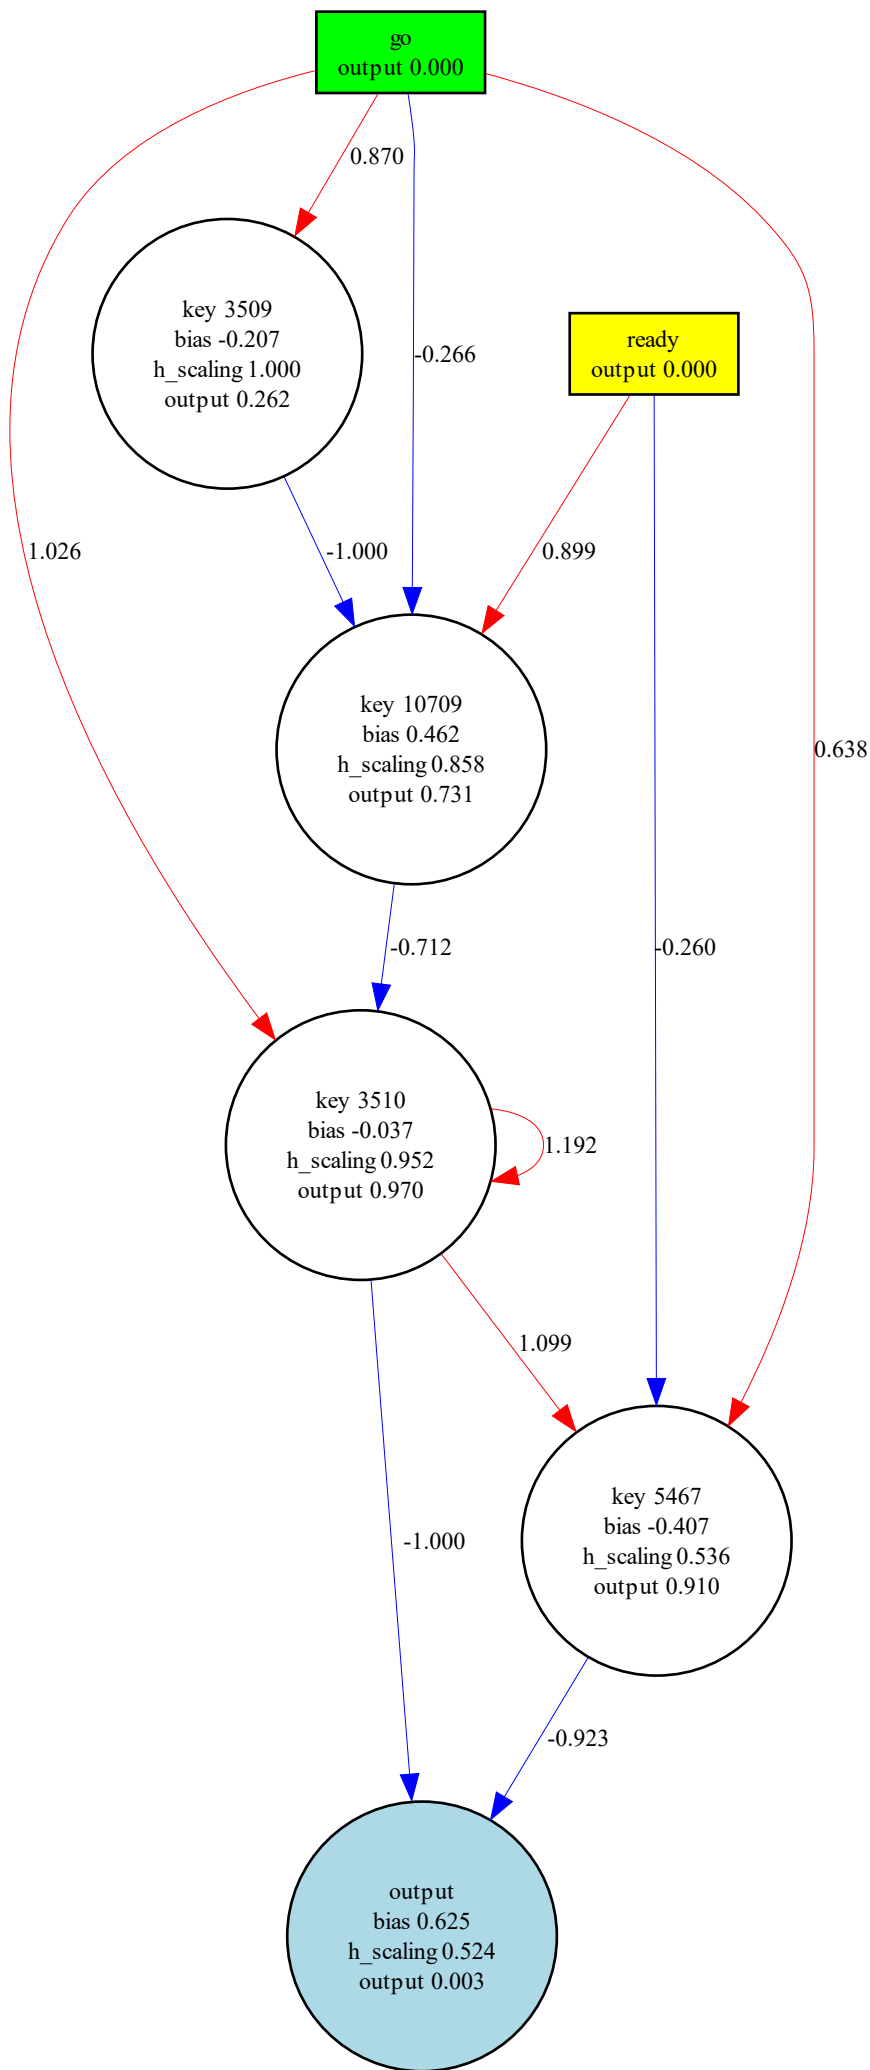 go
output 0.000
0.870
key 3509
bias -0.207
h_scaling 1.000
output 0.262
-0.266
ready
output 0.000
1.026
-1.000
0.899
key 10709
bias 0.462
h_scaling 0.858
output 0.731
0.638
-0.712
-0.260
key 3510
bias -0.037
h_scaling 0.952
output 0.970
1.192
1.099
key 5467
bias -0.407
h_scaling 0.536
output 0.910
-1.000
-0.923
output
bias 0.625
h_scaling 0.524
output 0.003